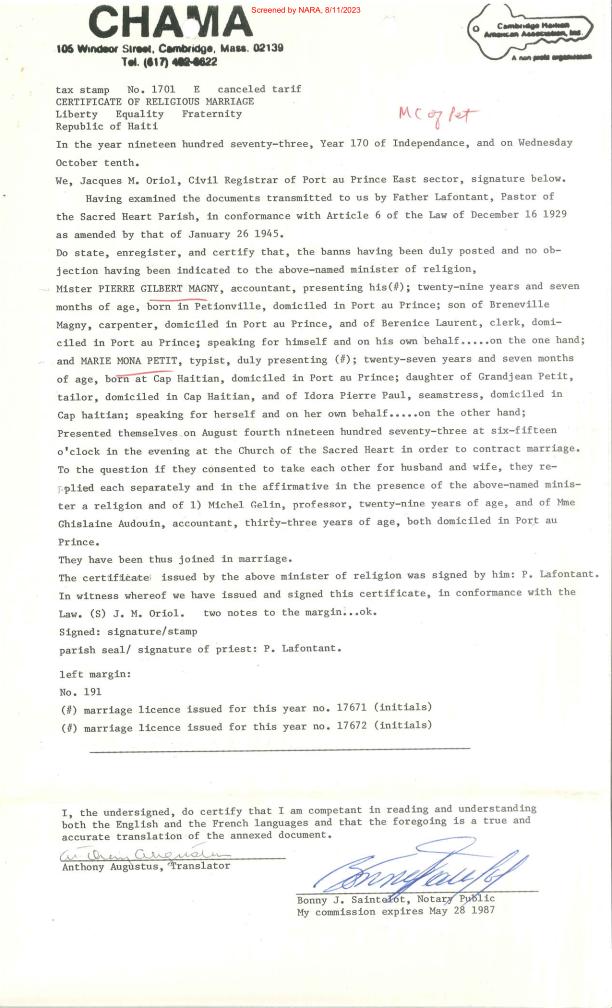 Screened by NARA, 8/11/2023
CHAMA
106 Windsor Street, Cambridge, Mass. 02139
Tel. (617) 492-6622
Cambridge Haitian
American Association, Inc.
A non profit organization
tax stamp No. 1701 E canceled tarif
CERTIFICATE OF RELIGIOUS MARRIAGE
Liberty Equality Fraternity
Republic of Haiti
MC of Pet
In the year nineteen hundred seventy-three, Year 170 of Independance, and on Wednesday
October tenth.
We, Jacques M. Oriol, Civil Registrar of Port au Prince East sector, signature below.
Having examined the documents transmitted to us by Father Lafontant, Pastor of
the Sacred Heart Parish, in conformance with Article 6 of the Law of December 16 1929
as amended by that of January 26 1945.
Do state, enregister, and certify that, the banns having been duly posted and no ob-
jection having been indicated to the above-named minister of religion,
Mister PIERRE GILBERT MAGNY, accountant, presenting his(#); twenty-nine years and seven
months of age, born in Petionville, domiciled in Port au Prince; son of Breneville
Magny, carpenter, domiciled in Port au Prince, and of Berenice Laurent, clerk, domi-
ciled in Port au Prince; speaking for himself and on his own behalf.....on the one hand;
and MARIE MONA PETIT, typist, duly presenting (#); twenty-seven years and seven months
of age, born at Cap Haitian, domiciled in Port au Prince; daughter of Grandjean Petit,
tailor, domiciled in Cap Haitian, and of Idora Pierre Paul, seamstress, domiciled in
Cap haitian; speaking for herself and on her own behalf.....on the other hand;
Presented themselves on August fourth nineteen hundred seventy-three at six-fifteen
o'clock in the evening at the Church of the Sacred Heart in order to contract marriage.
To the question if they consented to take each other for husband and wife, they re-
plied each separately and in the affirmative in the presence of the above-named minis-
ter a religion and of 1) Michel Gelin, professor, twenty-nine years of age, and of Mme
Ghislaine Audouin, accountant, thirty-three years of age, both domiciled in Port au
Prince.
They have been thus joined in marriage.
The certificate issued by the above minister of religion was signed by him: P. Lafontant.
In witness whereof we have issued and signed this certificate, in conformance with the
Law. (S) J. M. Oriol. two notes to the margin...ok.
Signed: signature/stamp
parish seal/ signature of priest: P. Lafontant.
left margin:
No. 191
(#) marriage licence issued for this year no. 17671 (initials)
(#) marriage licence issued for this year no. 17672 (initials)
I, the undersigned, do certify that I am competant in reading and understanding
both the English and the French languages and that the foregoing is a true and
accurate translation of the annexed document.
Anthony Augustus
Anthony Augustus, Translator
Bonny J. Saintelot, Notary Public
My commission expires May 28 1987